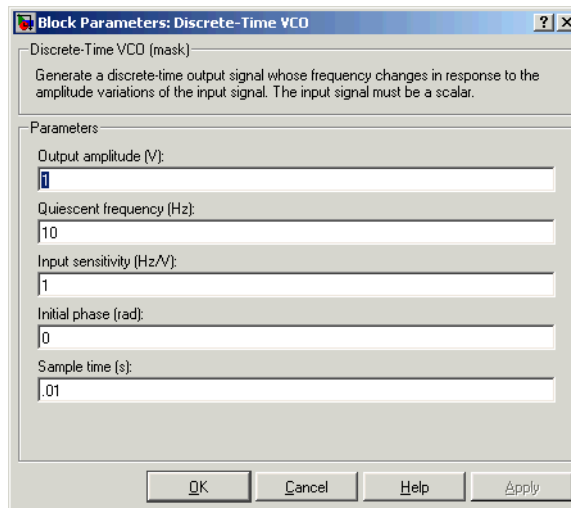 Block Parameters: Discrete-Time VCO
Discrete-Time VCO (mask)
Generate a discrete-time output signal whose frequency changes in response to the
amplitude variations of the input signal. The input signal must be a scalar.
Parameters
Output amplitude (V):
1
Quiescent frequency (Hz):
10
Input sensitivity (Hz/V):
1
Initial phase (rad):
0
Sample time (s):
.01
OK Cancel Help Apply